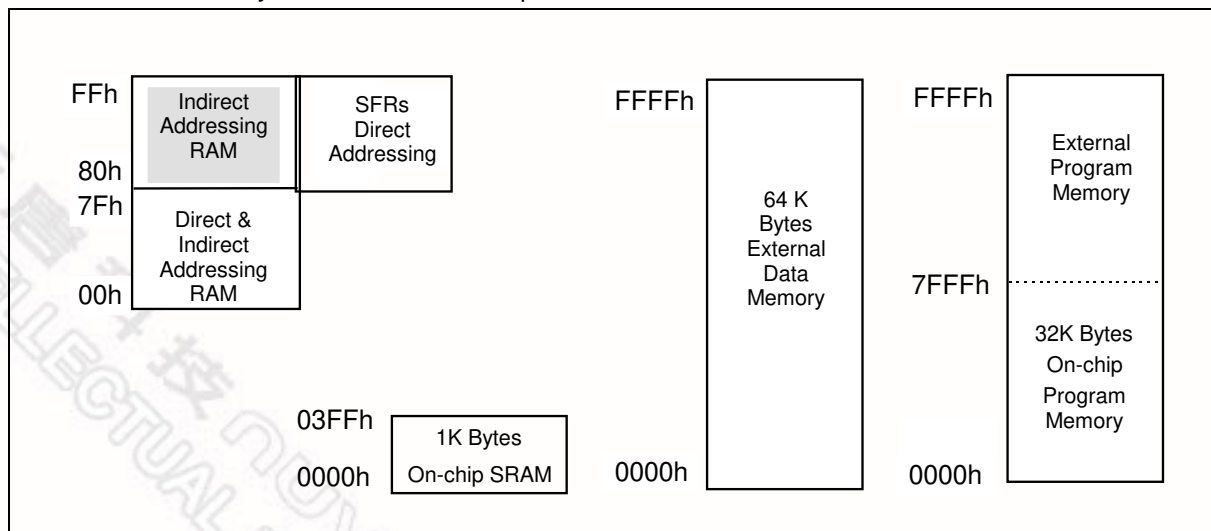 FFh
80h
7Fh
00h
Indirect
Addressing
RAM
SFRs
Direct
Addressing
Direct &
Indirect
Addressing
RAM
03FFh
0000h
1K Bytes
On-chip SRAM
FFFFh
0000h
64 K
Bytes
External
Data
Memory
FFFFh
7FFFh
0000h
External
Program
Memory
32K Bytes
On-chip
Program
Memory